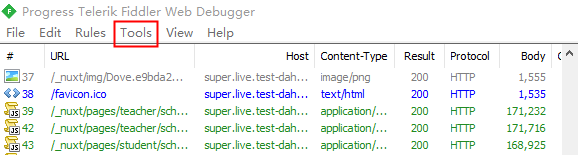 Progress Telerik Fiddler Web Debugger
File Edit Rules Tools View Help
# URL Host Content-Type Result Protocol Body C
37 /_nuxt/img/Dove.e9bda2... super.live.test-dah... image/png 200 HTTP 1,555
38 /favicon.ico super.live.test-dah... text/html 200 HTTP 1,535
39 /_nuxt/pages/teacher/sch... super.live.test-dah... application/... 200 HTTP 171,232
42 /_nuxt/pages/teacher/sch... super.live.test-dah... application/... 200 HTTP 171,716
43 /_nuxt/pages/student/sch... super.live.test-dah... application/... 200 HTTP 168,925